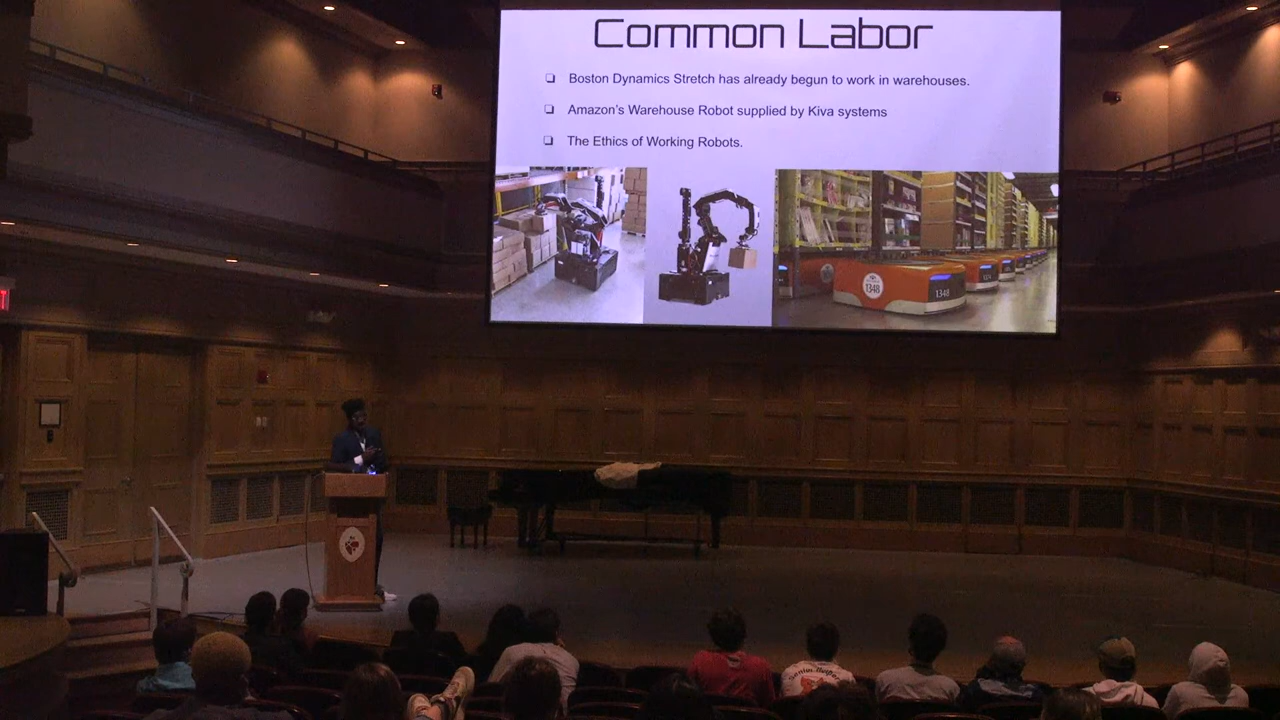 Common Labor
❏ Boston Dynamics Stretch has already begun to work in warehouses.
❏ Amazon's Warehouse Robot supplied by Kiva systems
❏ The Ethics of Working Robots.
1348
1348